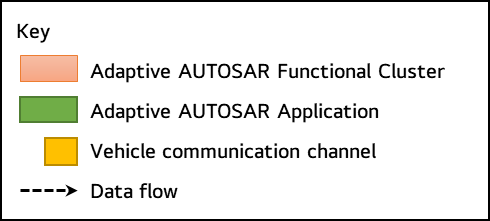 Key
Adaptive AUTOSAR Functional Cluster
Adaptive AUTOSAR Application
Vehicle communication channel
Data flow